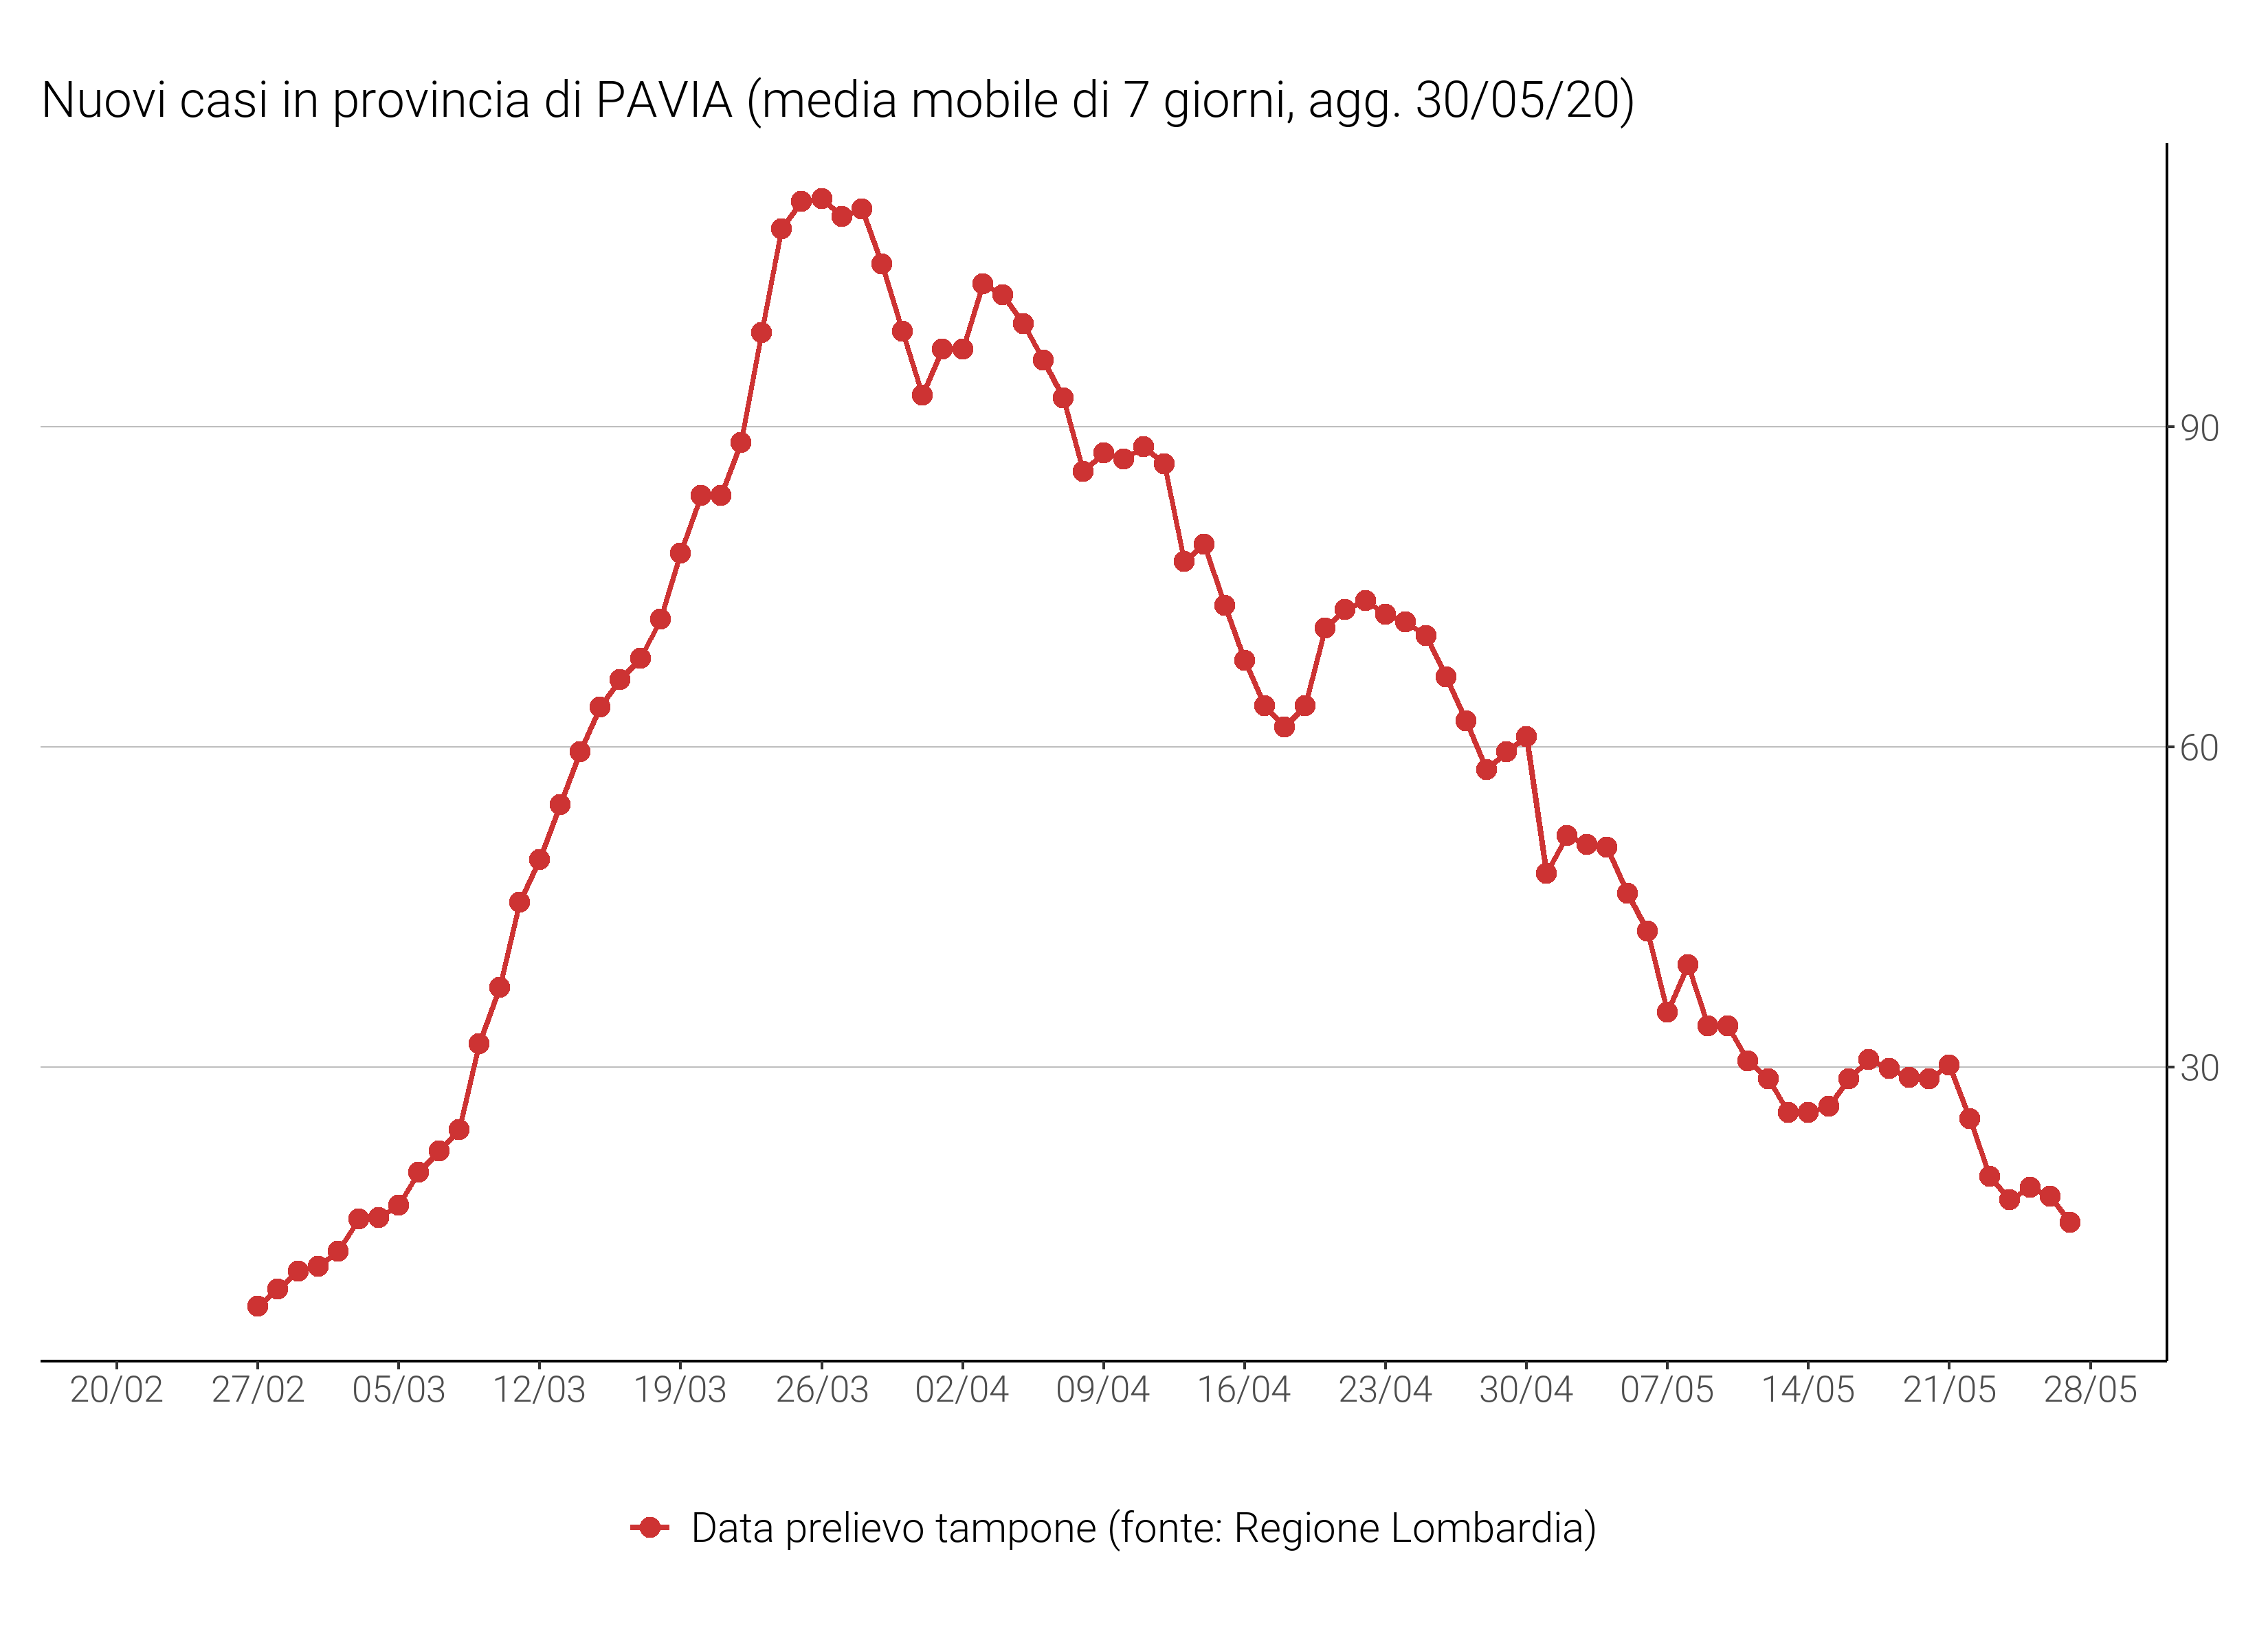 Nuovi casi in provincia di PAVIA (media mobile di 7 giorni, agg. 30/05/20)
90
60
30
20/02 27/02 05/03 12/03 19/03 26/03 02/04 09/04 16/04 23/04 30/04 07/05 14/05 21/05 28/05
Data prelievo tampone (fonte: Regione Lombardia)